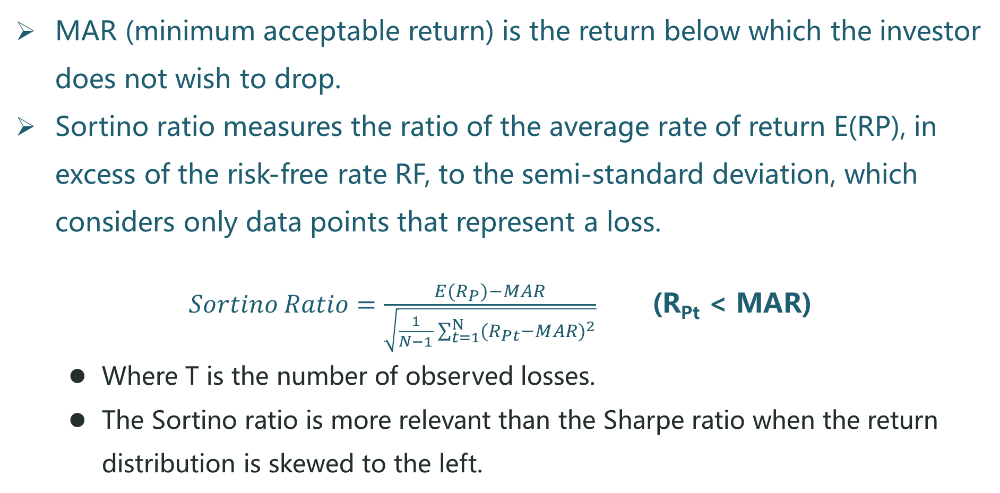 ➢ MAR (minimum acceptable return) is the return below which the investor
does not wish to drop.
➢ Sortino ratio measures the ratio of the average rate of return E(RP), in
excess of the risk-free rate RF, to the semi-standard deviation, which
considers only data points that represent a loss.
$Sortino\ Ratio = \frac{E(R_P)-MAR}{\sqrt{\frac{1}{N-1}\sum_{t=1}^{N}(R_{Pt}-MAR)^2}}$ (R_{Pt} < MAR)
● Where T is the number of observed losses.
● The Sortino ratio is more relevant than the Sharpe ratio when the return
distribution is skewed to the left.